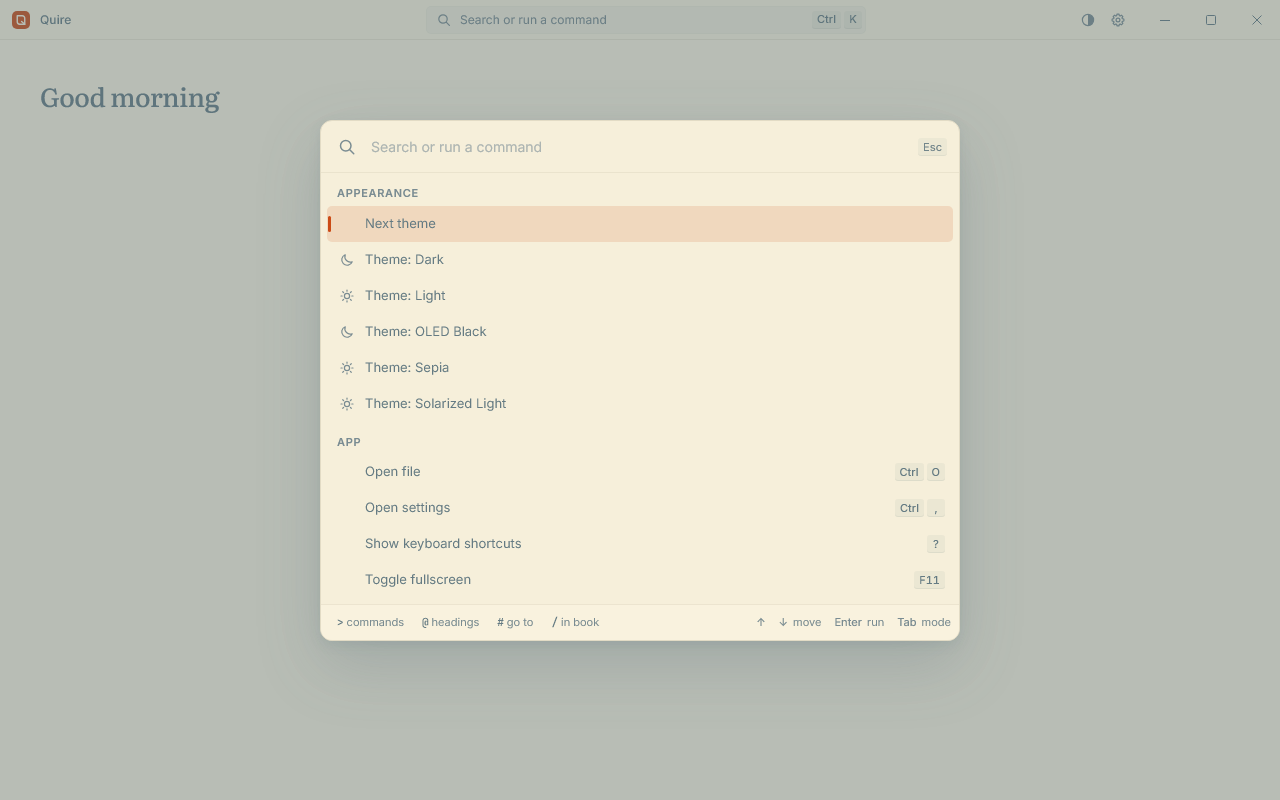 Quire
Search or run a command Ctrl K
Good morning
Search or run a command Esc
APPEARANCE
Next theme
Theme: Dark
Theme: Light
Theme: OLED Black
Theme: Sepia
Theme: Solarized Light
APP
Open file Ctrl O
Open settings Ctrl ,
Show keyboard shortcuts ?
Toggle fullscreen F11
> commands @ headings # go to / in book ↑ ↓ move Enter run Tab mode